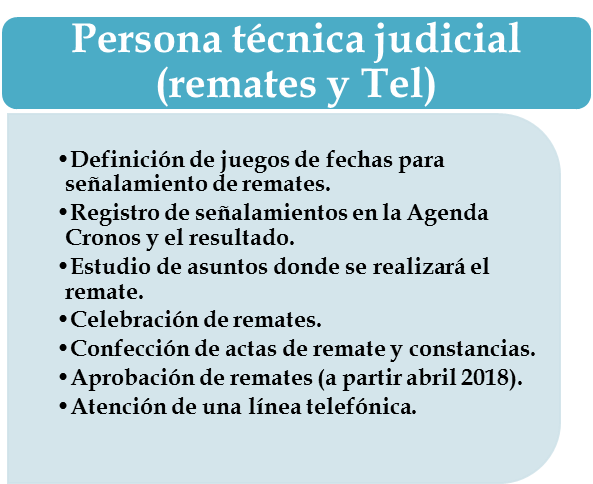 Persona técnica judicial
(remates y Tel)
•Definición de juegos de fechas para
señalamiento de remates.
•Registro de señalamientos en la Agenda
Cronos y el resultado.
•Estudio de asuntos donde se realizará el
remate.
•Celebración de remates.
•Confección de actas de remate y constancias.
•Aprobación de remates (a partir abril 2018).
•Atención de una línea telefónica.